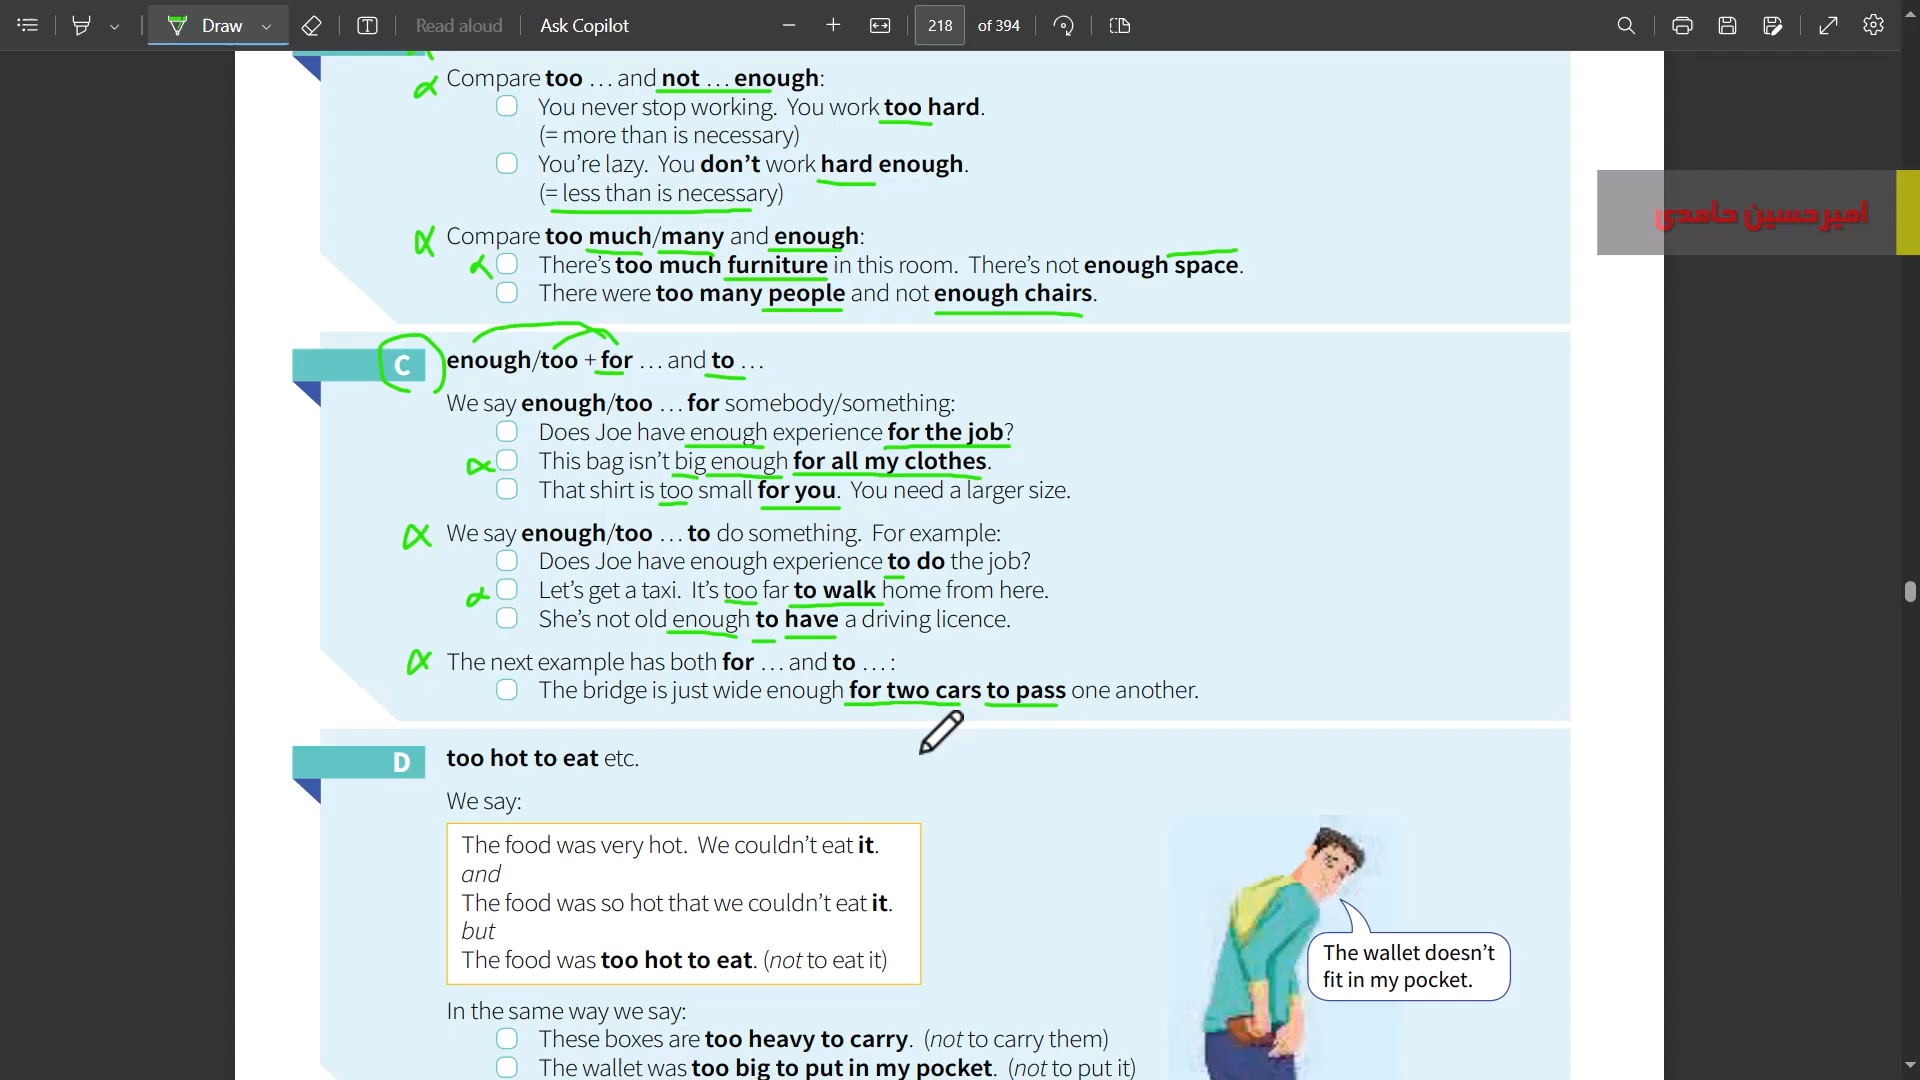 Draw
Read aloud
Ask Copilot
218 of 394
Compare too … and not … enough:
You never stop working. You work too hard.
(= more than is necessary)
You're lazy. You don't work hard enough.
(= less than is necessary)
Compare too much/many and enough:
There's too much furniture in this room. There's not enough space.
There were too many people and not enough chairs.
امیرحسین حامدی
C
enough/too + for … and to …
We say enough/too … for somebody/something:
Does Joe have enough experience for the job?
This bag isn't big enough for all my clothes.
That shirt is too small for you. You need a larger size.
We say enough/too … to do something. For example:
Does Joe have enough experience to do the job?
Let's get a taxi. It's too far to walk home from here.
She's not old enough to have a driving licence.
The next example has both for … and to … :
The bridge is just wide enough for two cars to pass one another.
D
too hot to eat etc.
We say:
The food was very hot. We couldn't eat it.
and
The food was so hot that we couldn't eat it.
but
The food was too hot to eat. (not to eat it)
The wallet doesn't
fit in my pocket.
In the same way we say:
These boxes are too heavy to carry. (not to carry them)
The wallet was too big to put in my pocket. (not to put it)